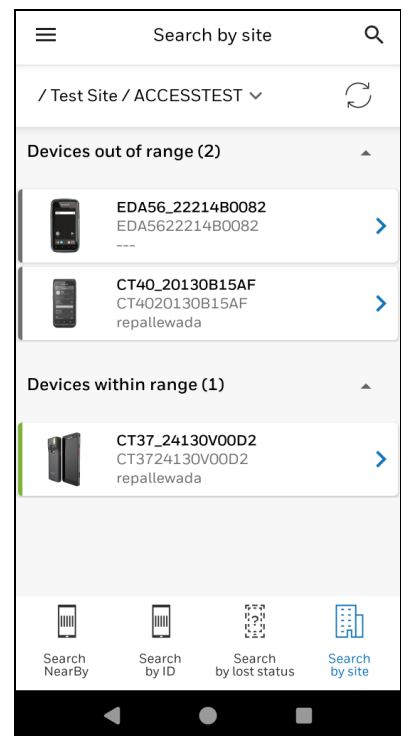 Search by site
/ Test Site / ACCESSTEST
Devices out of range (2)
EDA56_22214B0082
EDA5622214B0082
---
CT40_20130B15AF
CT4020130B15AF
repallewada
Devices within range (1)
CT37_24130V00D2
CT3724130V00D2
repallewada
?
Search
NearBy
Search
by ID
Search
by lost status
Search
by site